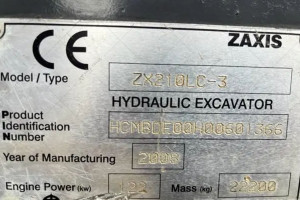 CE ZAXIS
Model / Type ZX210LC-3
HYDRAULIC EXCAVATOR
Product
Identification
Number
Year of Manufacturing
Engine Power (kw) Mass (kg) 22200